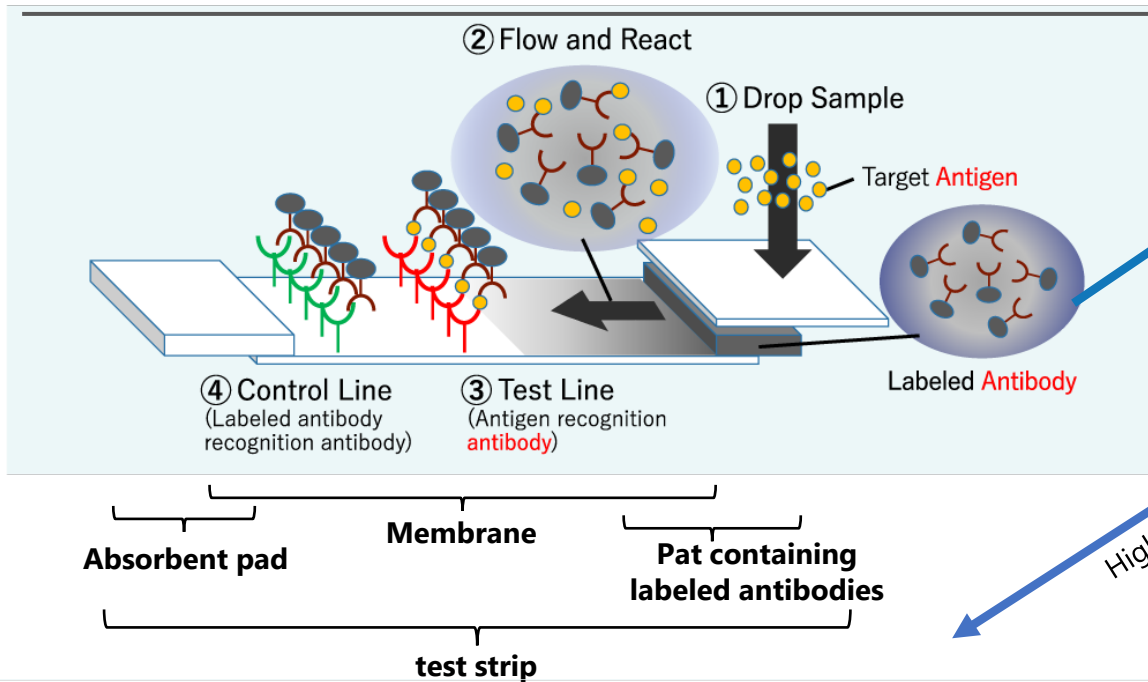 ② Flow and React
① Drop Sample
Target Antigen
Labeled Antibody
④ Control Line
(Labeled antibody
recognition antibody)
③ Test Line
(Antigen recognition
antibody)
Absorbent pad
Membrane
Pat containing
labeled antibodies
test strip